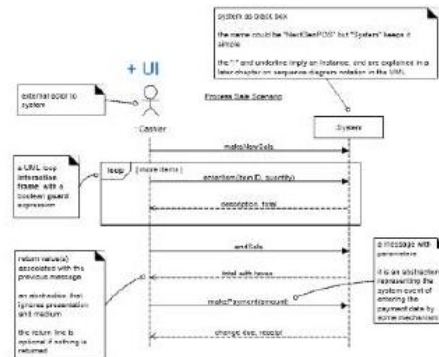 system as black box
the name could be "NextGenPOS" but "System" keeps it
simple
the ":" and underline imply an instance, and are explained in a
later chapter on sequence diagram notation in the UML
+ UI
external actor to
system
Process Sale Scenario
: Cashier
:System
makeNewSale
a UML loop
interaction
frame, with a
boolean guard
expression
loop
[ more items ]
enterItem(itemID, quantity)
description, total
endSale
return value(s)
associated with the
previous message
an abstraction that
ignores presentation
and medium
the return line is
optional if nothing is
returned
total with taxes
makePayment(amount)
change due, receipt
a message with
parameters
it is an abstraction
representing the
system event of
entering the
payment data by
some mechanism